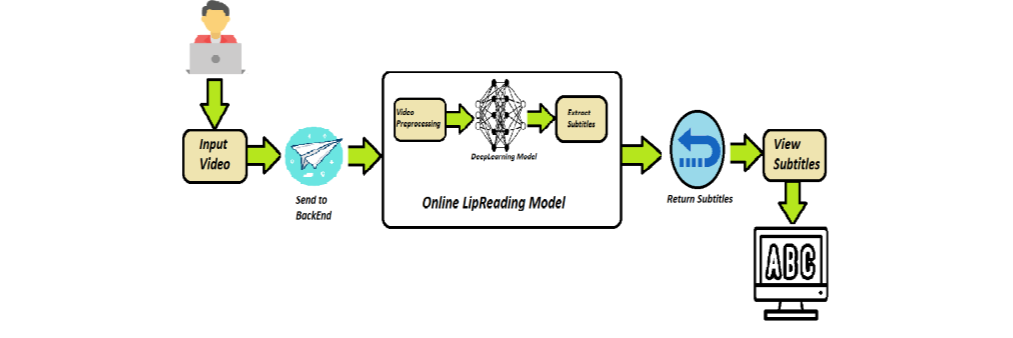 Input
Video
Send to
BackEnd
Video
Preprocessing
DeepLearning Model
Extract
Subtitles
Online LipReading Model
Return Subtitles
View
Subtitles
ABC